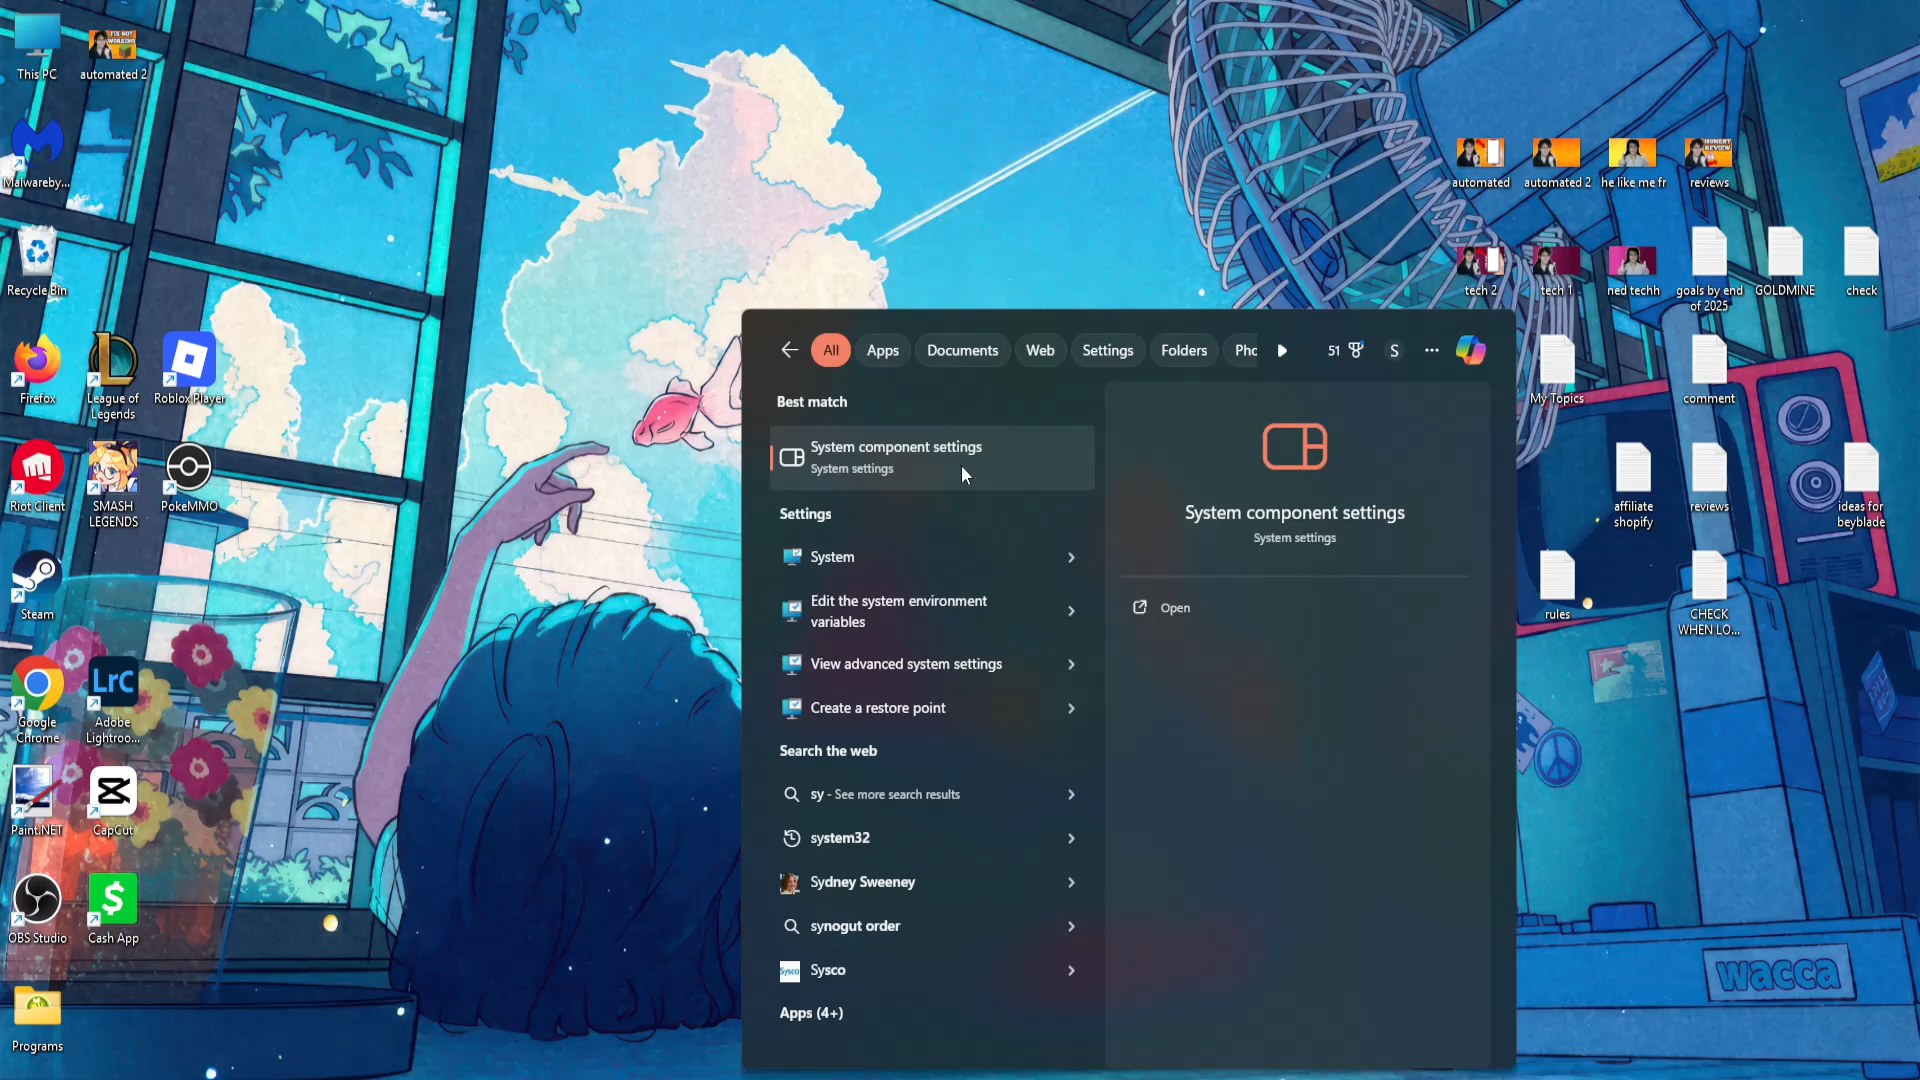 This PC
automated 2
Malwareby...
Recycle Bin
Firefox
League of
Legends
Roblox Player
Riot Client
SMASH
LEGENDS
PokeMMO
Steam
Google
Chrome
LrC
Adobe
Lightroo...
Paint.NET
CapCut
OBS Studio
Cash App
Programs
All
Apps
Documents
Web
Settings
Folders
Pho
51
S
Best match
System component settings
System settings
Settings
System
Edit the system environment
variables
View advanced system settings
Create a restore point
Search the web
sy - See more search results
system32
Sydney Sweeney
synogut order
Sysco
Sysco
Apps (4+)
System component settings
System settings
Open
automated
automated 2
he like me fr
reviews
tech 2
tech 1
ned techh
goals by end
of 2025
GOLDMINE
check
My Topics
comment
affiliate
shopify
reviews
ideas for
beyblade
rules
CHECK
WHEN LO...
wacca